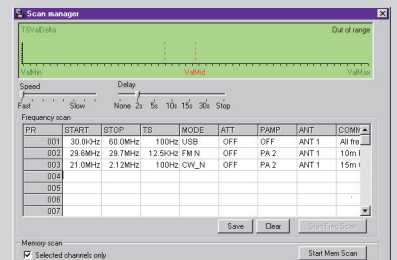 Scan manager
TSValDelta Out of range
ValMin ValMid ValMax
Speed Delay
Fast Slow None 2s 5s 10s 15s 30s Stop
Frequency scan
PR START STOP TS MODE ATT PAMP ANT COMM
001 30.0KHz 60.0MHz 100Hz USB OFF OFF ANT 1 All fre
002 29.6MHz 29.7MHz 12.5KHz FM N OFF PA 2 ANT 1 10m
003 21.0MHz 2.12MHz 100Hz CW_N OFF PA 2 ANT 1 15m
004
005
006
007
Save Clear Start Freq Scan
Memory scan
Selected channels only Start Mem Scan